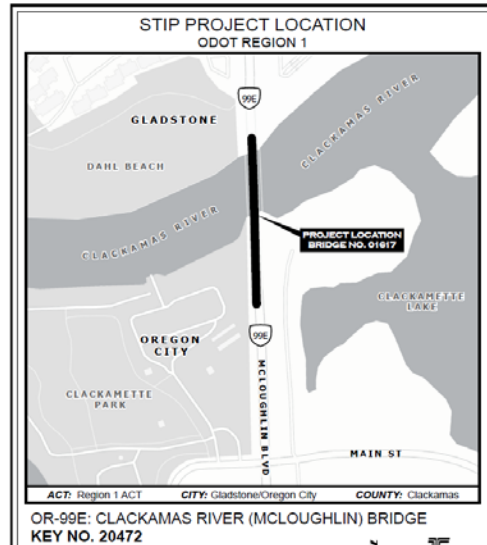 STIP PROJECT LOCATION
ODOT REGION 1
99E
GLADSTONE
CLACKAMAS RIVER
DAHL BEACH
CLACKAMAS RIVER
PROJECT LOCATION
BRIDGE NO. 01617
CLACKAMETTE
LAKE
OREGON
CITY
99E
CLACKAMETTE
PARK
MCLOUGHLIN BLVD
MAIN ST
ACT: Region 1 ACT CITY: Gladstone/Oregon City COUNTY: Clackamas
OR-99E: CLACKAMAS RIVER (MCLOUGHLIN) BRIDGE
KEY NO. 20472